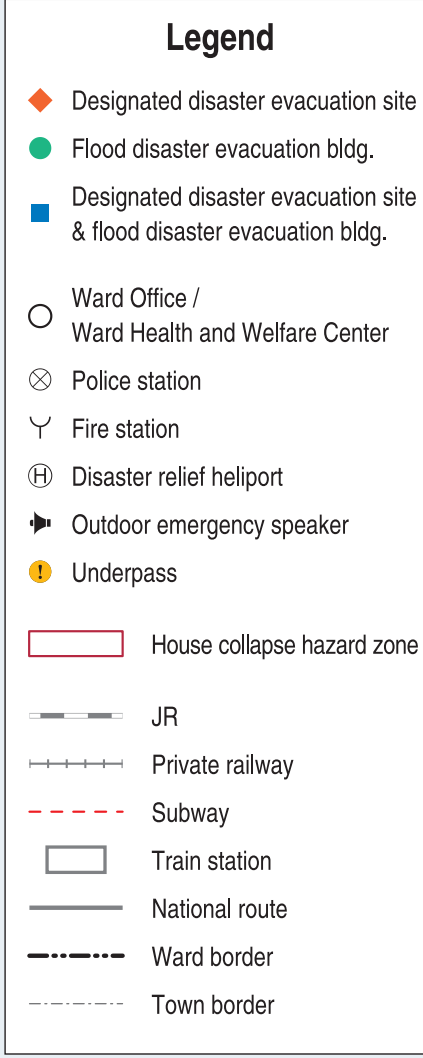 Legend
Designated disaster evacuation site
Flood disaster evacuation bldg.
Designated disaster evacuation site
& flood disaster evacuation bldg.
Ward Office /
Ward Health and Welfare Center
Police station
Fire station
H Disaster relief heliport
Outdoor emergency speaker
! Underpass
House collapse hazard zone
JR
Private railway
Subway
Train station
National route
Ward border
Town border